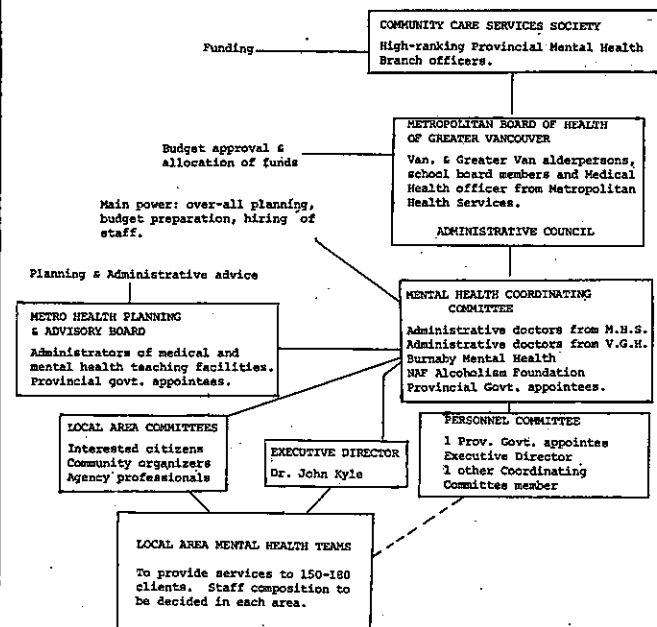 COMMUNITY CARE SERVICES SOCIETY
High-ranking Provincial Mental Health
Branch officers.
Funding
METROPOLITAN BOARD OF HEALTH
OF GREATER VANCOUVER
Van. & Greater Van alderpersons,
school board members and Medical
Health officer from Metropolitan
Health Services.
ADMINISTRATIVE COUNCIL
Budget approval &
allocation of funds
Main power: over-all planning,
budget preparation, hiring of
staff.
Planning & Administrative advice
METRO HEALTH PLANNING
& ADVISORY BOARD
Administrators of medical and
mental health teaching facilities.
Provincial govt. appointees.
MENTAL HEALTH COORDINATING
COMMITTEE
Administrative doctors from M.H.S.
Administrative doctors from V.G.H.
Burnaby Mental Health
NAF Alcoholism Foundation
Provincial Govt. appointees.
LOCAL AREA COMMITTEES
Interested citizens
Community organizers
Agency professionals
EXECUTIVE DIRECTOR
Dr. John Kyle
PERSONNEL COMMITTEE
1 Prov. Govt. appointee
Executive Director
1 other Coordinating
Committee member
LOCAL AREA MENTAL HEALTH TEAMS
To provide services to 150-180
clients. Staff composition to
be decided in each area.